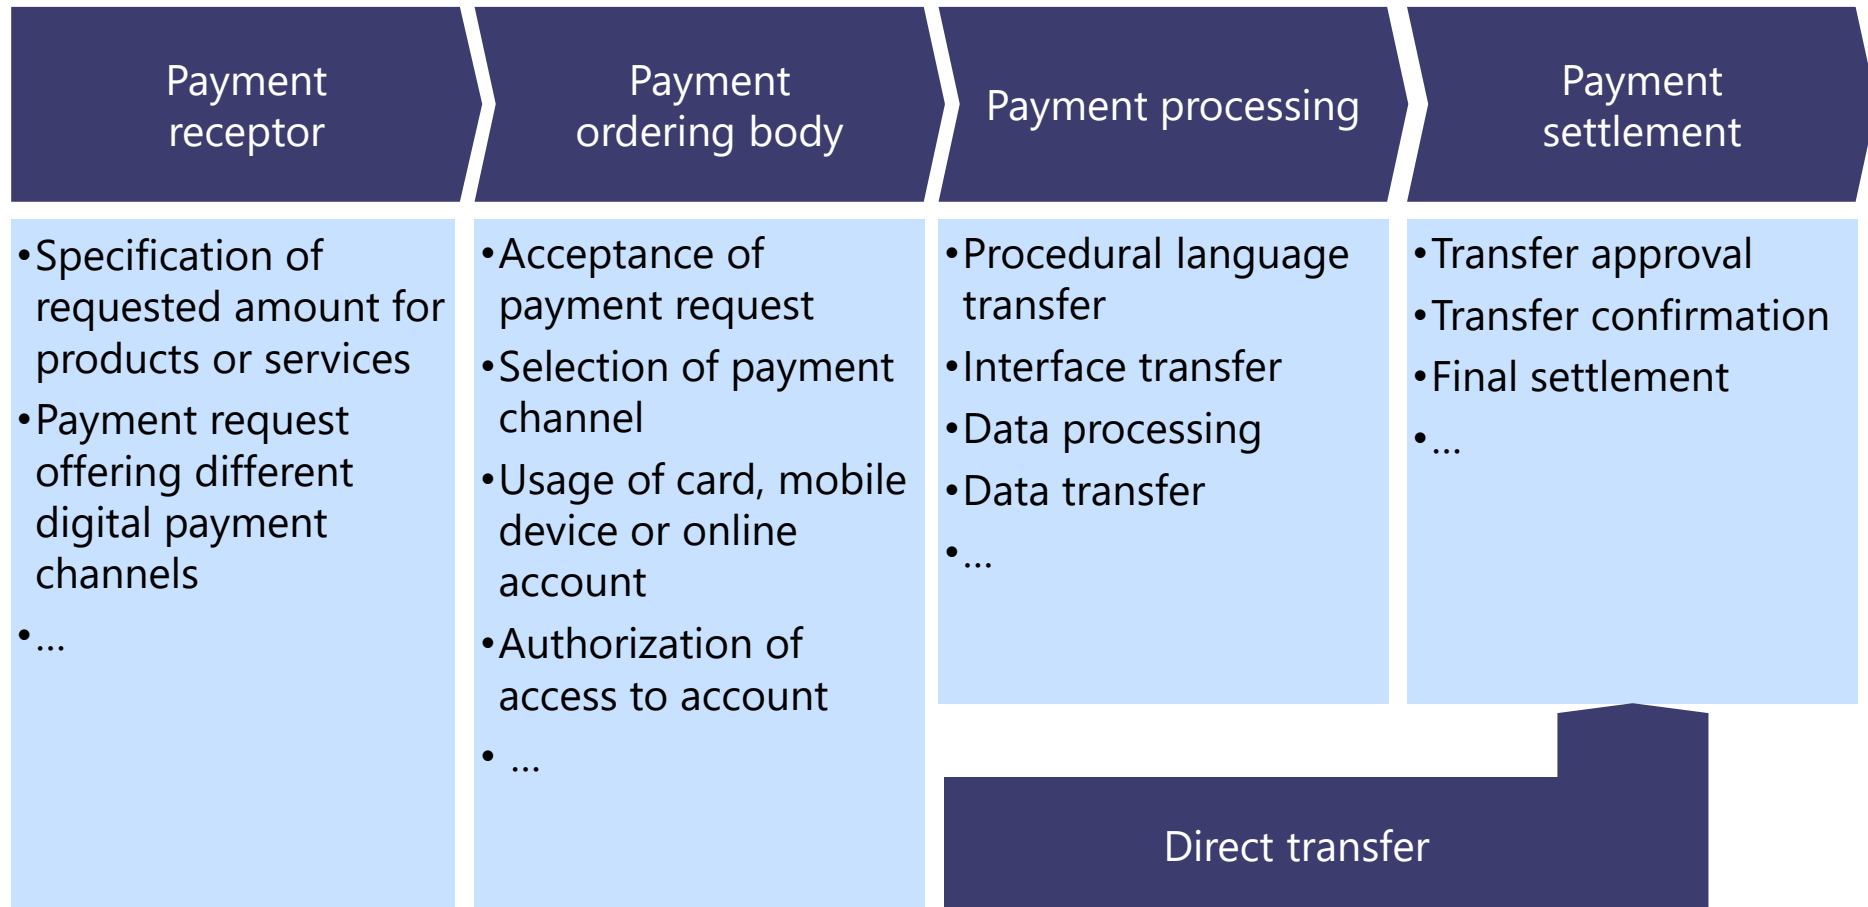 Payment
receptor
Payment
ordering body
Payment processing
Payment
settlement
•Specification of
requested amount for
products or services
•Payment request
offering different
digital payment
channels
•...
•Acceptance of
payment request
•Selection of payment
channel
•Usage of card, mobile
device or online
account
•Authorization of
access to account
• ...
•Procedural language
transfer
•Interface transfer
•Data processing
•Data transfer
•...
•Transfer approval
•Transfer confirmation
•Final settlement
•...
Direct transfer